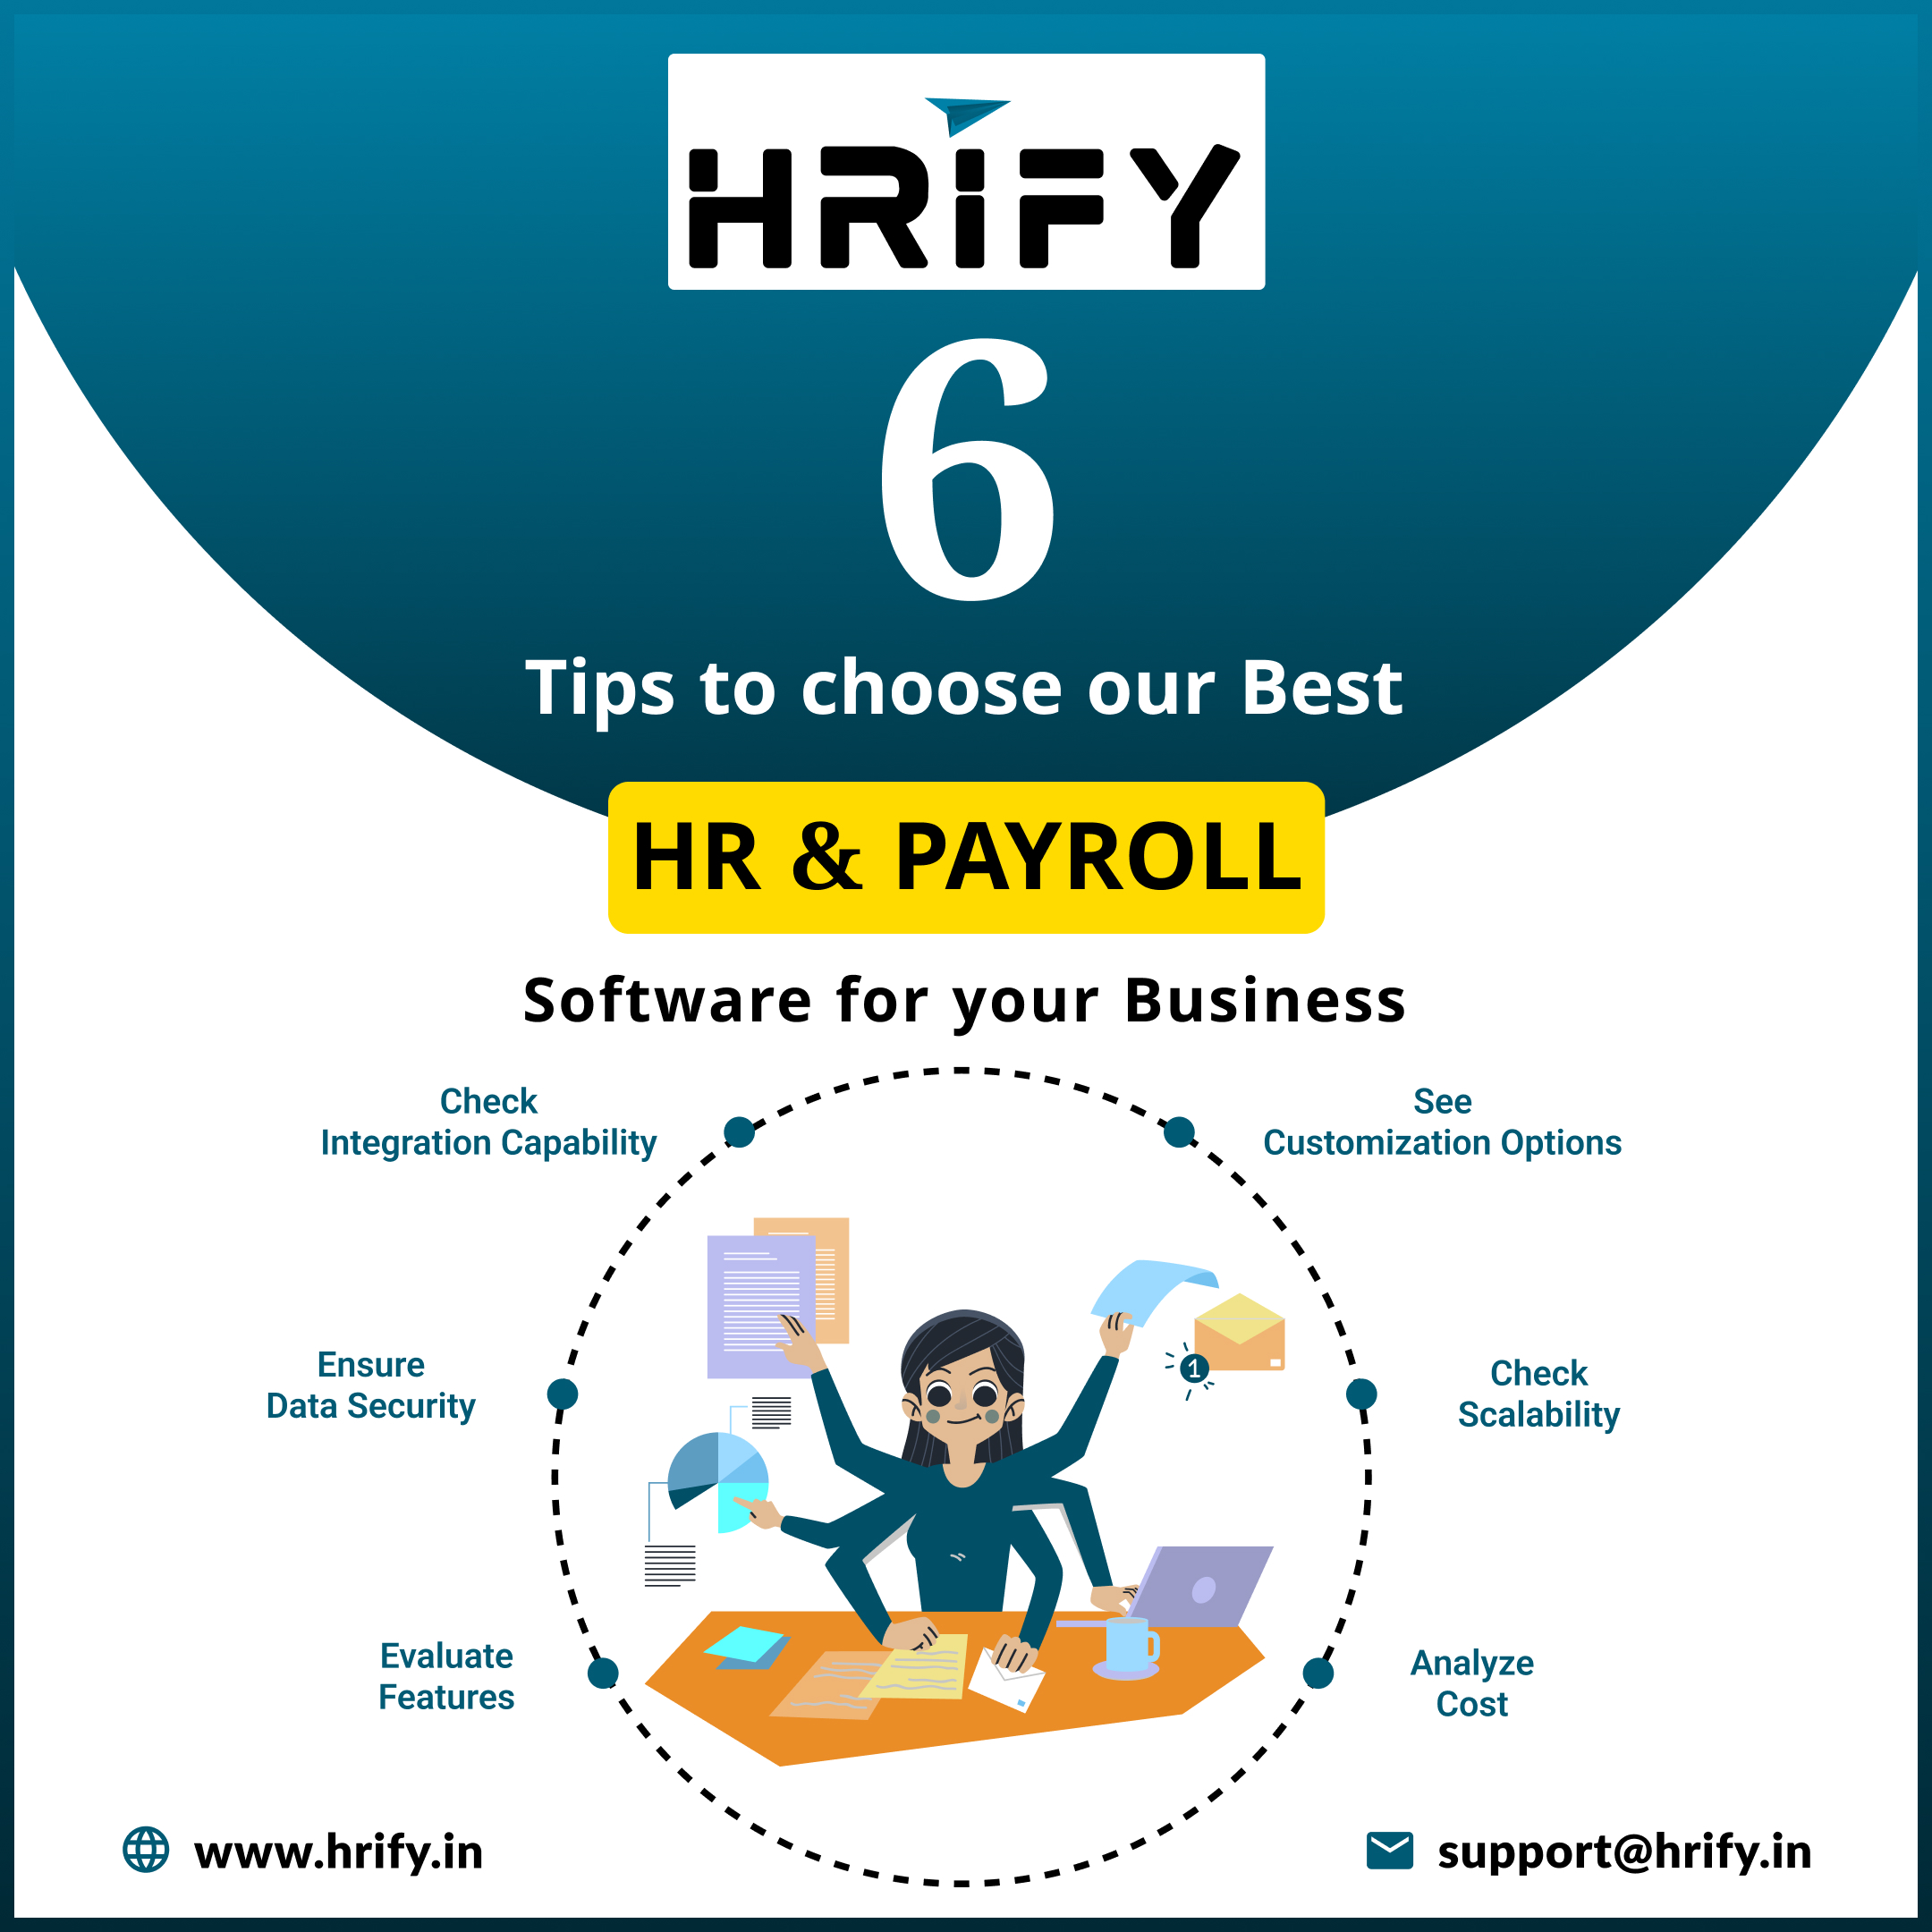 HRiFY
6
Tips to choose our Best
HR & PAYROLL
Software for your Business
Check
Integration Capability
See
Customization Options
Ensure
Data Security
Check
Scalability
1
Evaluate
Features
Analyze
Cost
www.hrify.in
support@hrify.in